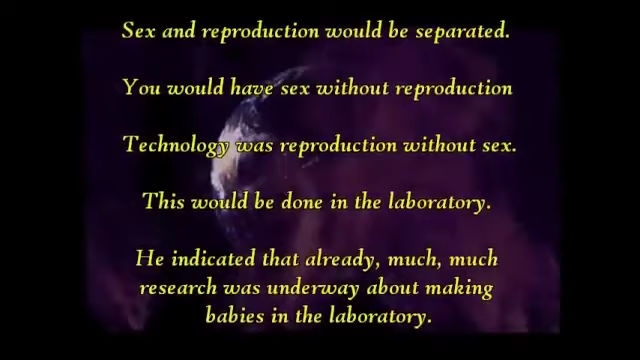 Sex and reproduction would be separated.
You would have sex without reproduction
Technology was reproduction without sex.
This would be done in the laboratory.
He indicated that already, much, much
research was underway about making
babies in the laboratory.